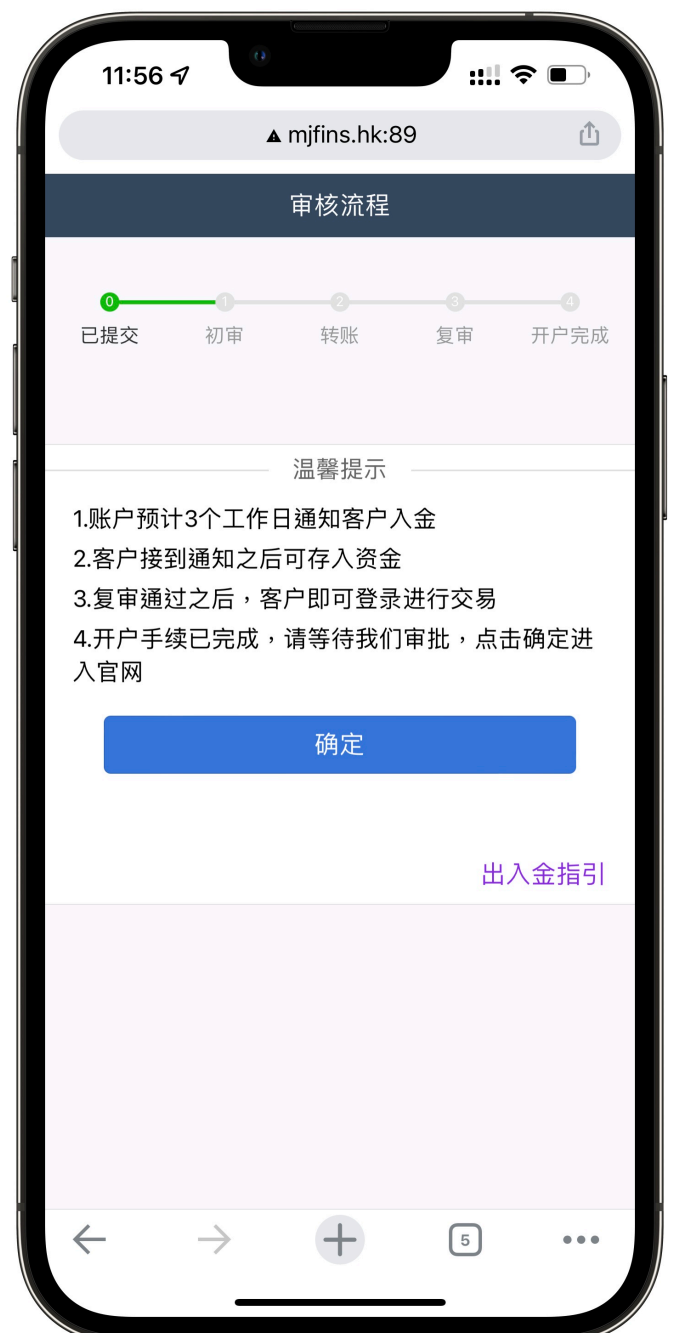 11:56
mjfins.hk:89
审核流程
0 1 2 3 4
已提交 初审 转账 复审 开户完成
温馨提示
1.账户预计3个工作日通知客户入金
2.客户接到通知之后可存入资金
3.复审通过之后，客户即可登录进行交易
4.开户手续已完成，请等待我们审批，点击确定进
入官网
确定
出入金指引
5